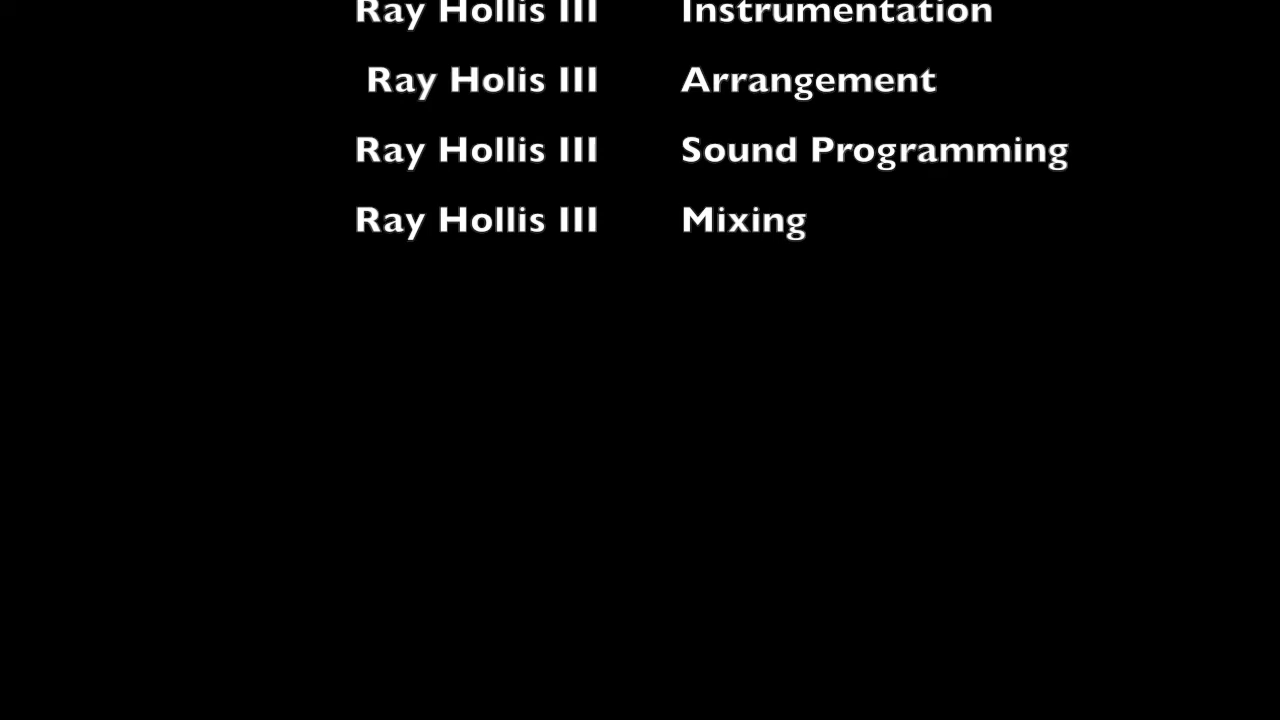 Ray Hollis III Instrumentation
Ray Holis III Arrangement
Ray Hollis III Sound Programming
Ray Hollis III Mixing